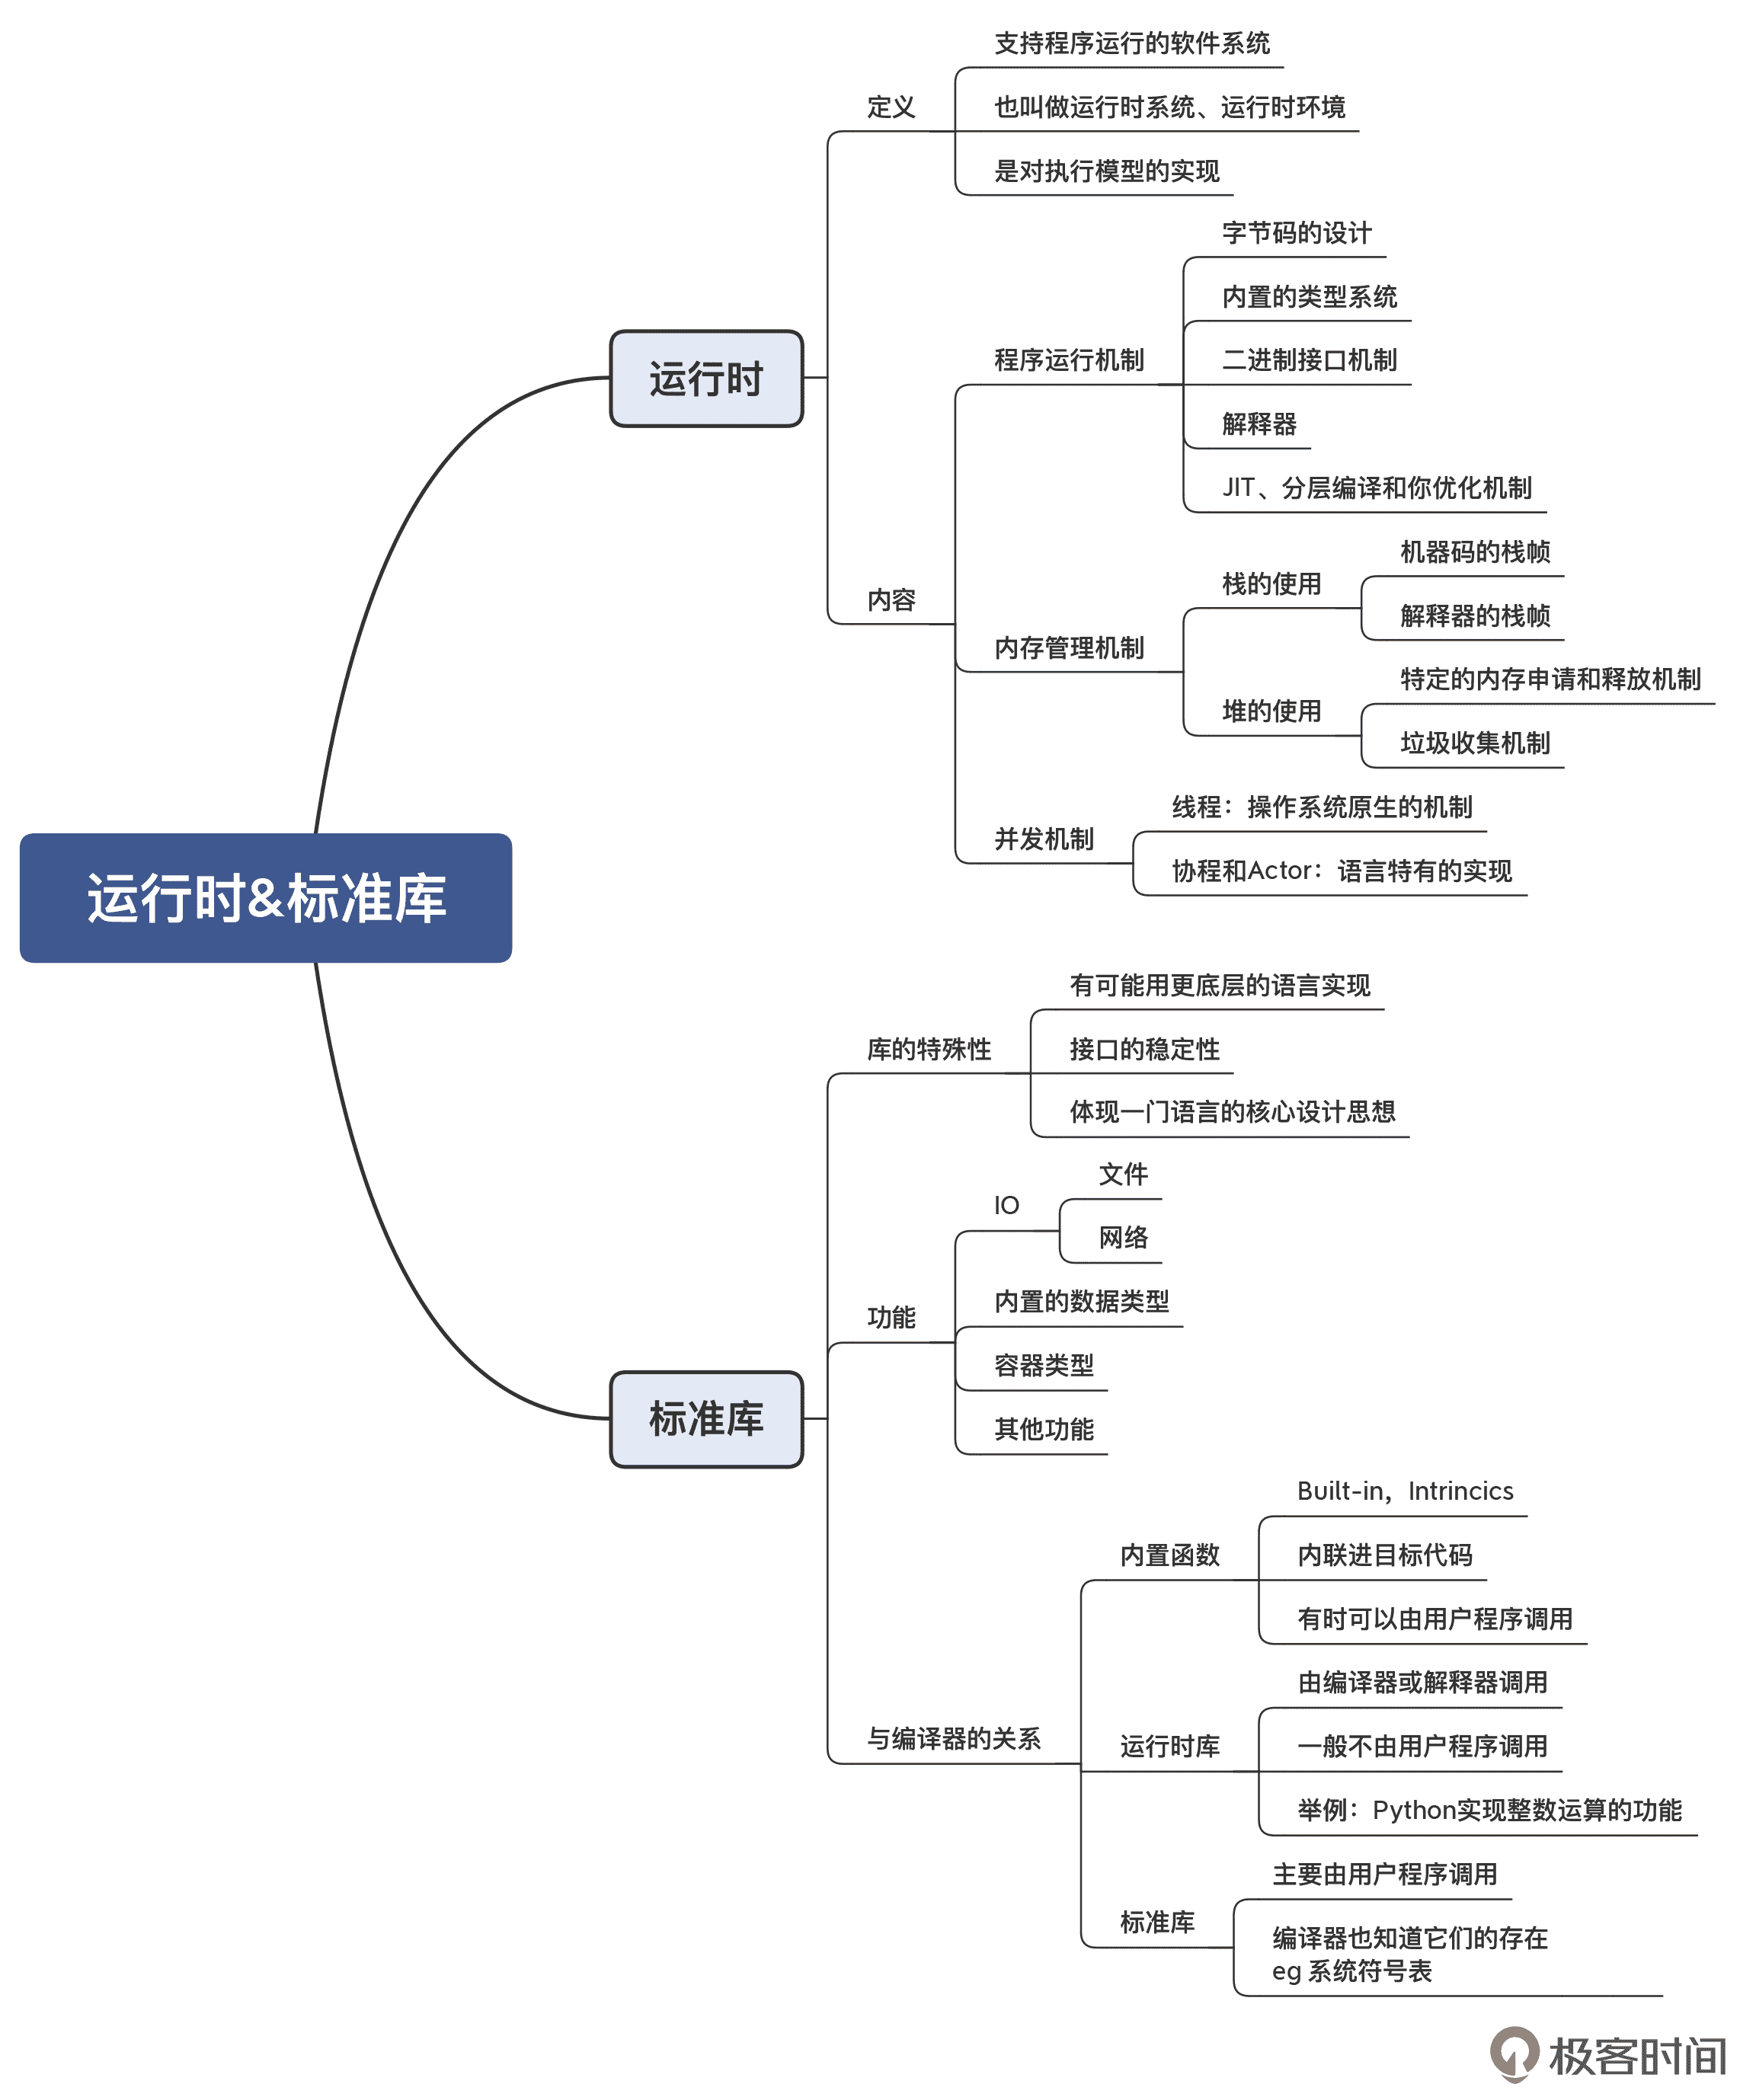 运行时&标准库
运行时
定义
支持程序运行的软件系统
也叫做运行时系统、运行时环境
是对执行模型的实现
内容
程序运行机制
字节码的设计
内置的类型系统
二进制接口机制
解释器
JIT、分层编译和你优化机制
内存管理机制
栈的使用
机器码的栈帧
解释器的栈帧
堆的使用
特定的内存申请和释放机制
垃圾收集机制
并发机制
线程：操作系统原生的机制
协程和Actor：语言特有的实现
标准库
库的特殊性
有可能用更底层的语言实现
接口的稳定性
体现一门语言的核心设计思想
功能
IO
文件
网络
内置的数据类型
容器类型
其他功能
与编译器的关系
内置函数
Built-in，Intrincics
内联进目标代码
有时可以由用户程序调用
运行时库
由编译器或解释器调用
一般不由用户程序调用
举例：Python实现整数运算的功能
标准库
主要由用户程序调用
编译器也知道它们的存在
eg 系统符号表
极客时间